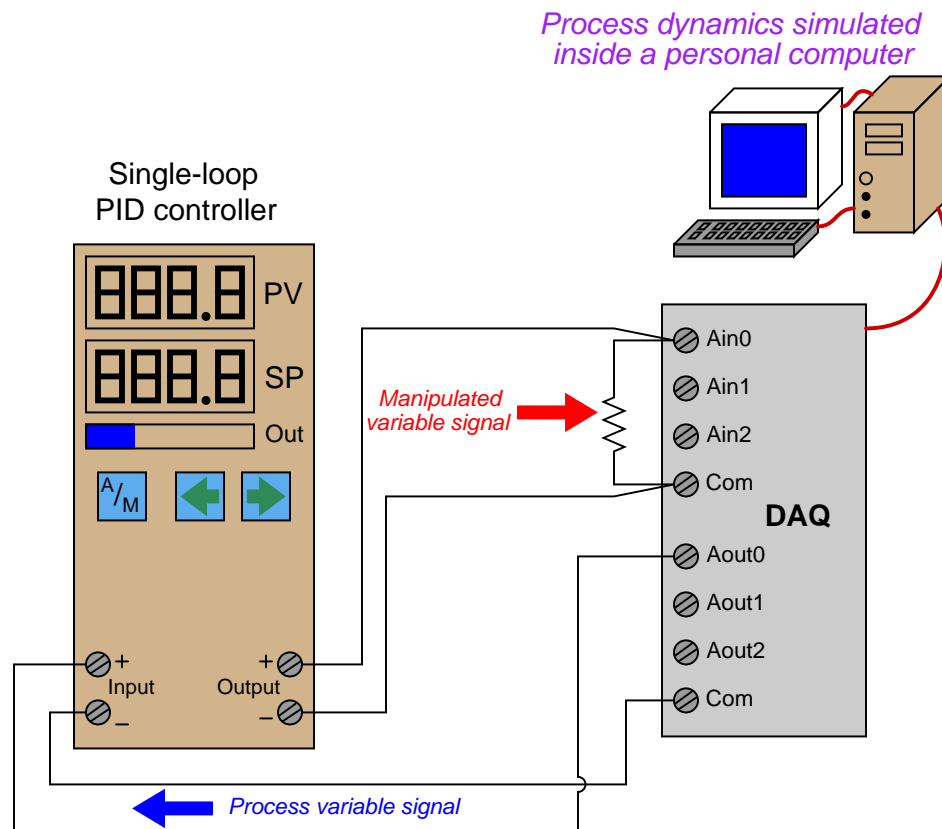 Process dynamics simulated
inside a personal computer
Single-loop
PID controller
888.8 PV
888.8 SP
Out
A/M
Manipulated
variable signal
Ain0
Ain1
Ain2
Com
DAQ
Aout0
Aout1
Aout2
Com
+ +
Input Output
– –
Process variable signal